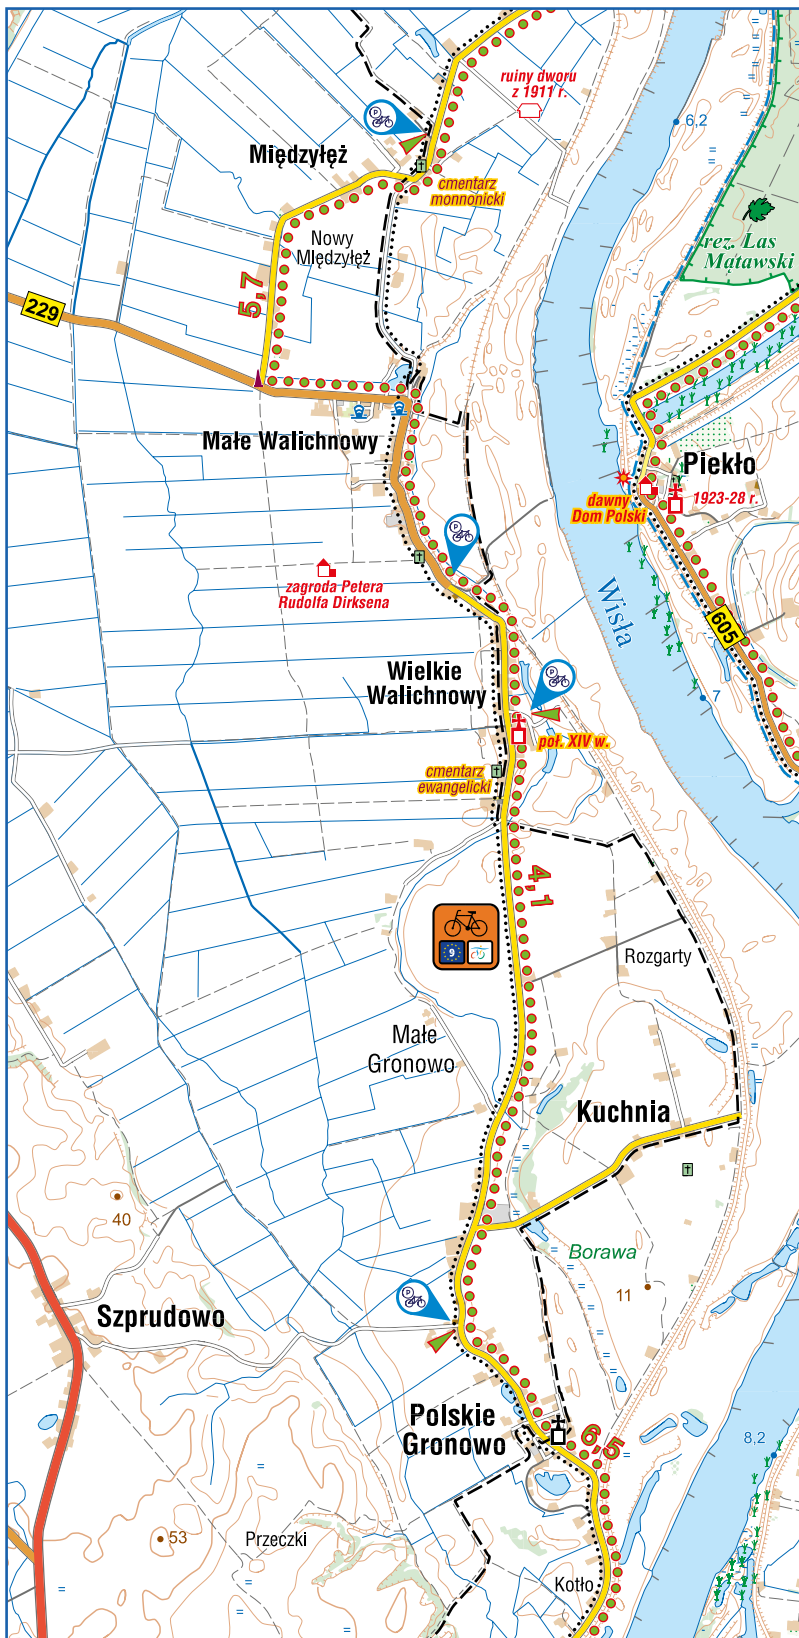 ruiny dworu
z 1911 r.
P
6,2
Międzyłęż
cmentarz
monnonicki
Nowy
Międzyłęż
rez. Las
Mątawski
5,7
229
Małe Walichnowy
Piekło
1923-28 r.
dawny
Dom Polski
P
zagroda Petera
Rudolfa Dirksena
Wisła
605
Wielkie
Walichnowy
P
7
poł. XIV w.
cmentarz
ewangelicki
4,1
9
Rozgarty
Małe
Gronowo
Kuchnia
40
Borawa
11
P
Szprudowo
Polskie
Gronowo
6,5
8,2
53
Przeczki
Kotło